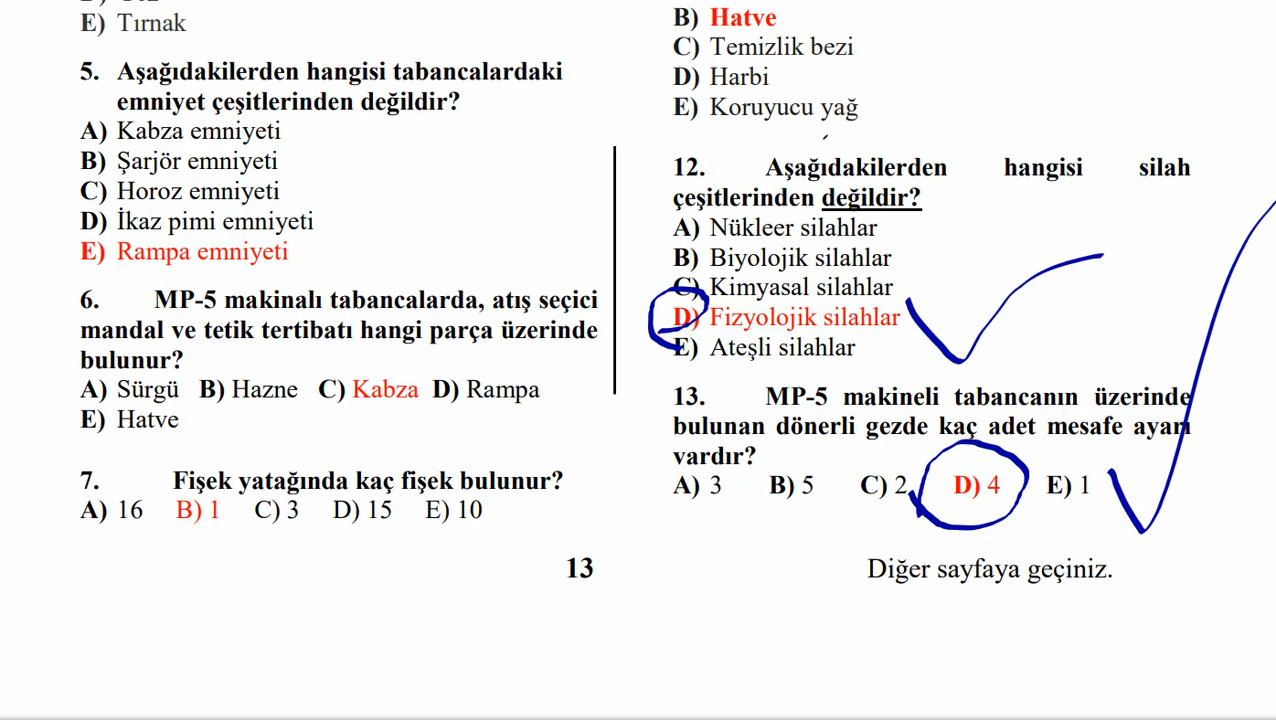 E) Tırnak
5. Aşağıdakilerden hangisi tabancalardaki
emniyet çeşitlerinden değildir?
A) Kabza emniyeti
B) Şarjör emniyeti
C) Horoz emniyeti
D) İkaz pimi emniyeti
E) Rampa emniyeti
6. MP-5 makinalı tabancalarda, atış seçici
mandal ve tetik tertibatı hangi parça üzerinde
bulunur?
A) Sürgü B) Hazne C) Kabza D) Rampa
E) Hatve
7. Fişek yatağında kaç fişek bulunur?
A) 16 B) 1 C) 3 D) 15 E) 10
B) Hatve
C) Temizlik bezi
D) Harbi
E) Koruyucu yağ
12. Aşağıdakilerden hangisi silah
çeşitlerinden değildir?
A) Nükleer silahlar
B) Biyolojik silahlar
C) Kimyasal silahlar
D) Fizyolojik silahlar
E) Ateşli silahlar
13. MP-5 makineli tabancanın üzerinde
bulunan dönerli gezde kaç adet mesafe ayarı
vardır?
A) 3 B) 5 C) 2 D) 4 E) 1
13
Diğer sayfaya geçiniz.